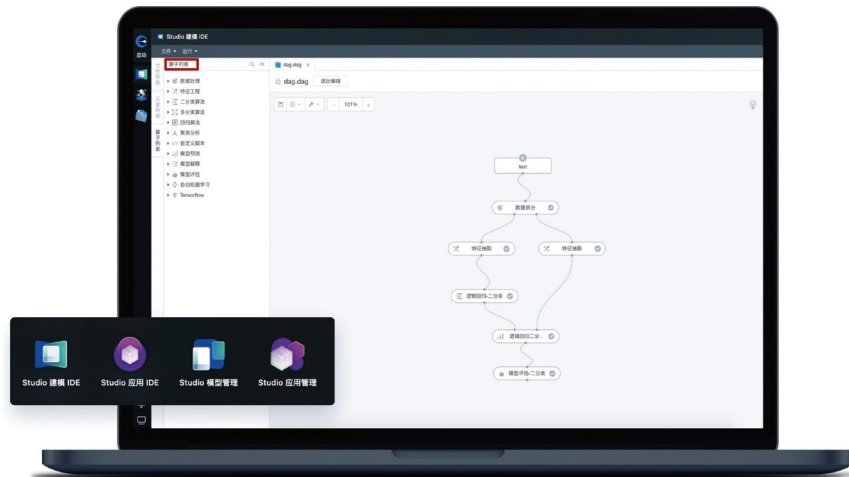 Studio 建模 IDE
启动
文件 运行
算子列表
dag.dag ×
dag.dag 退出编辑
101%
数据处理
特征工程
二分类算法
多分类算法
回归算法
聚类分析
自定义脚本
模型预测
模型解释
模型评估
自动机器学习
Tensorflow
算子列表
text
数据拆分
特征抽取 特征抽取
逻辑回归-二分类
逻辑回归二分..
模型评估-二分类
Studio 建模 IDE Studio 应用 IDE Studio 模型管理 Studio 应用管理